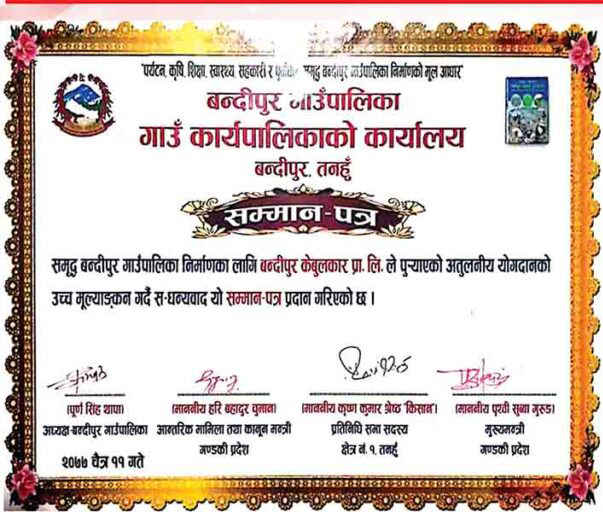 'पर्यटन, कृषि, शिक्षा, स्वास्थ्य, सहकारी र समृद्ध बन्दीपुर गाउँपालिका निर्माणको मूल आधार'
बन्दीपुर गाउँपालिका
गाउँ कार्यपालिकाको कार्यालय
बन्दीपुर, तनहुँ
सम्मान-पत्र
समृद्ध बन्दीपुर गाउँपालिका निर्माणका लागि बन्दीपुर केबुलकार प्रा. लि. ले पुर्‍याएको अतुलनीय योगदानको
उच्च मूल्याङ्कन गर्दै स-धन्यवाद यो सम्मान-पत्र प्रदान गरिएको छ ।
(पूर्ण सिंह थापा) (माननीय हरि बहादुर चुमान) (माननीय कृष्ण कुमार श्रेष्ठ 'किसान') (माननीय पृथ्वी सुब्बा गुरुङ)
अध्यक्ष-बन्दीपुर गाउँपालिका आन्तरिक मामिला तथा कानून मन्त्री प्रतिनिधि सभा सदस्य मुख्यमन्त्री
गण्डकी प्रदेश क्षेत्र नं. १. तनहुँ गण्डकी प्रदेश
२०७७ चैत्र ११ गते